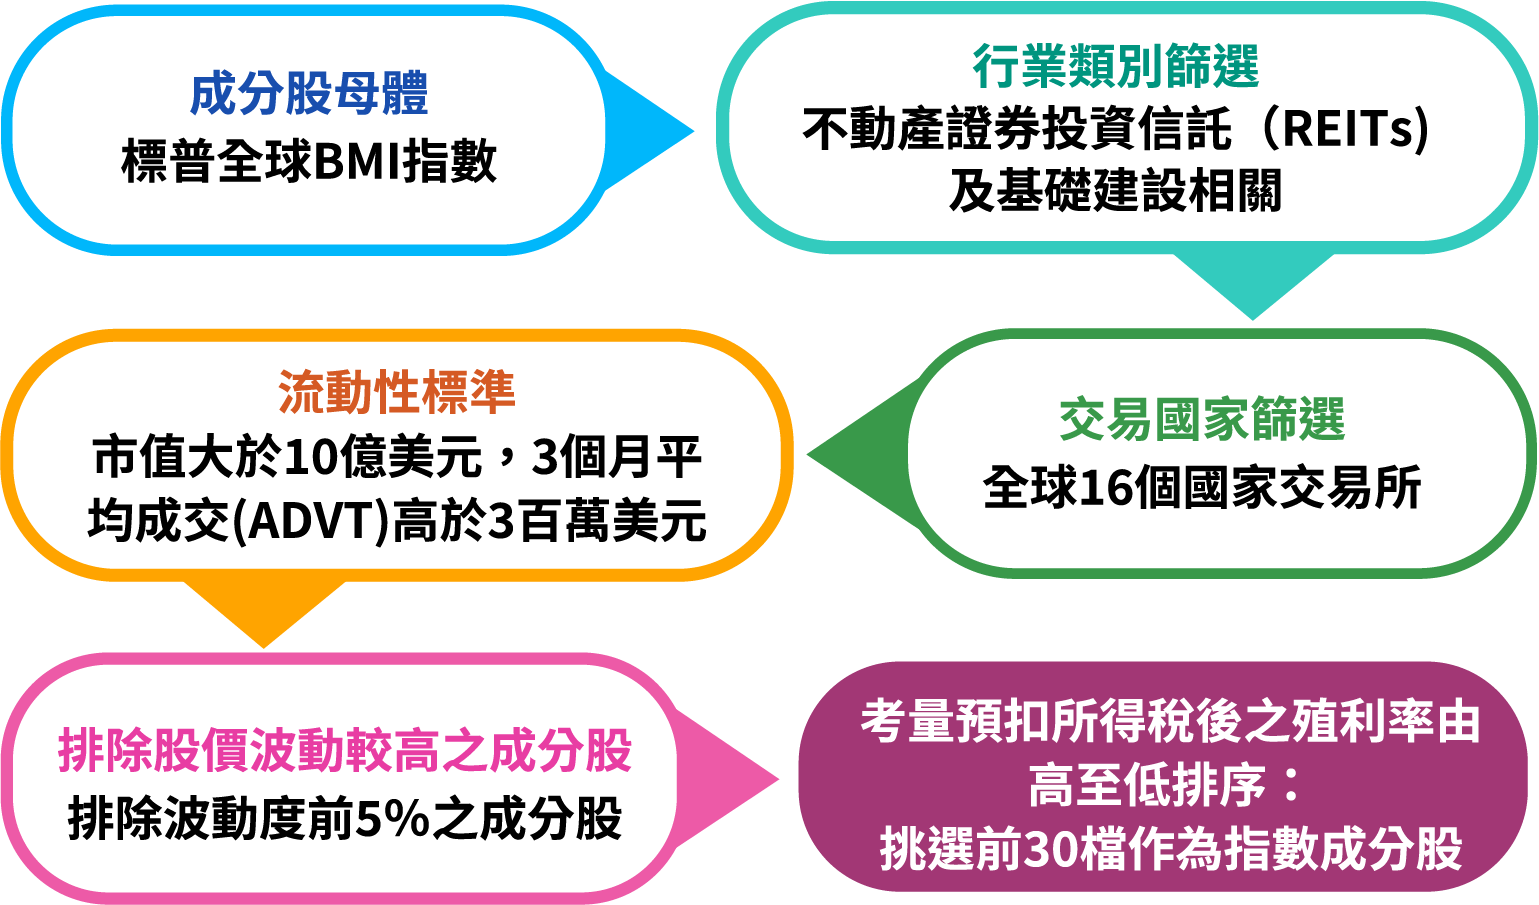 成分股母體
標普全球BMI指數
行業類別篩選
不動產證券投資信託（REITs)
及基礎建設相關
交易國家篩選
全球16個國家交易所
流動性標準
市值大於10億美元，3個月平
均成交(ADVT)高於3百萬美元
排除股價波動較高之成分股
排除波動度前5%之成分股
考量預扣所得稅後之殖利率由
高至低排序：
挑選前30檔作為指數成分股